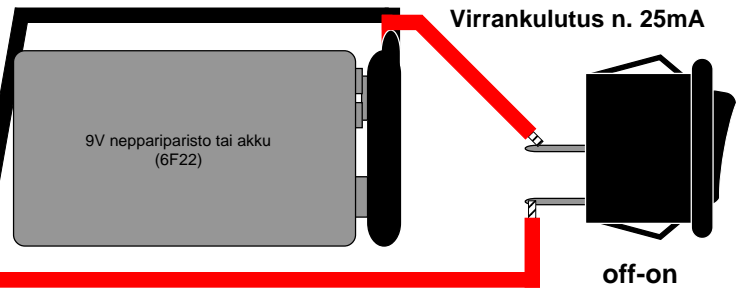 Virrankulutus n. 25mA
9V neppariparisto tai akku
(6F22)
off-on